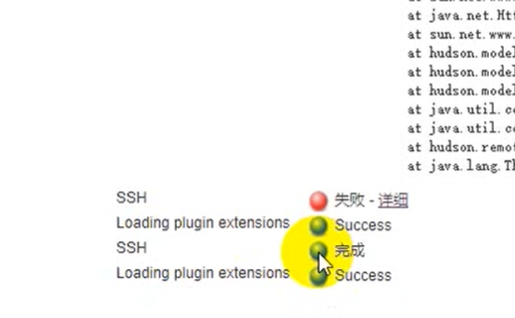 at java.net.Ht
at sun.net.www.
at hudson.model
at hudson.model
at hudson.model
at java.util.co
at java.util.co
at hudson.remot
at java.lang.Th
SSH 失败 - 详细
Loading plugin extensions Success
SSH 完成
Loading plugin extensions Success